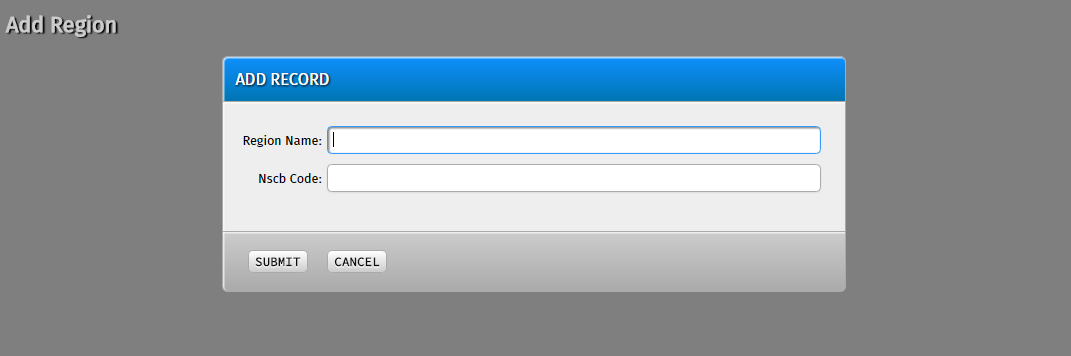 Add Region
ADD RECORD
Region Name:
Nscb Code:
SUBMIT CANCEL